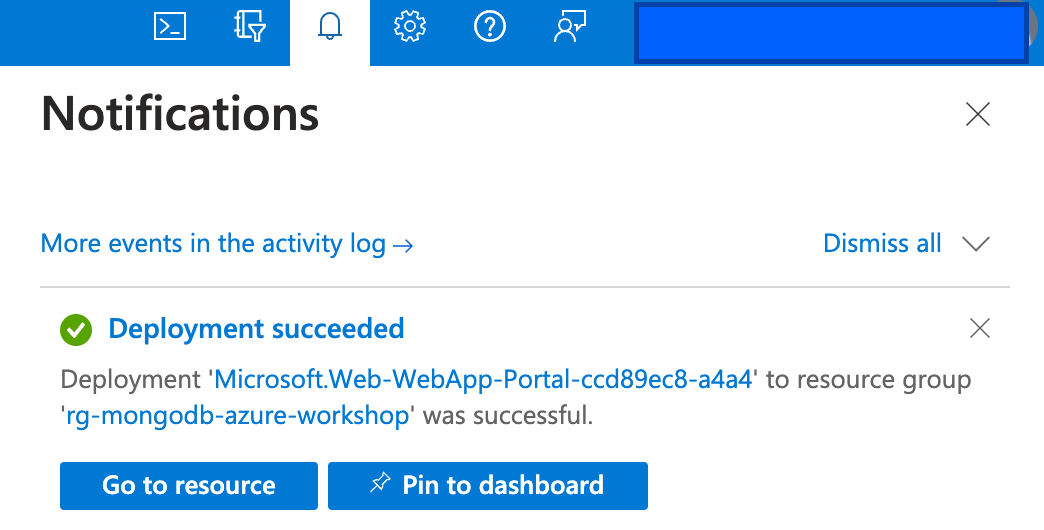 Notifications
More events in the activity log →
Dismiss all
Deployment succeeded
Deployment 'Microsoft.Web-WebApp-Portal-ccd89ec8-a4a4' to resource group
'rg-mongodb-azure-workshop' was successful.
Go to resource
Pin to dashboard